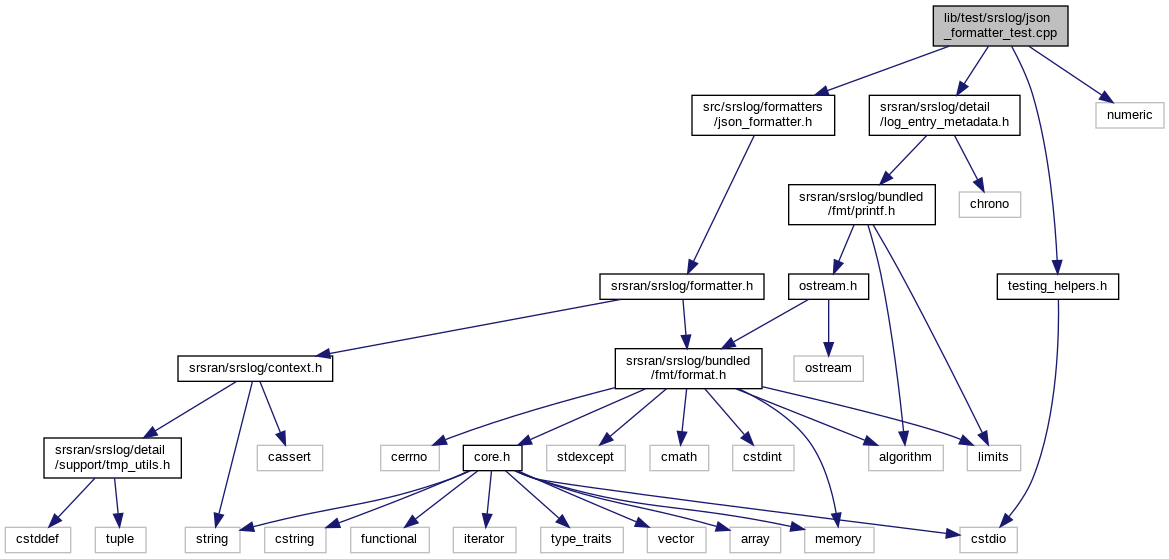 lib/test/srslog/json
_formatter_test.cpp
src/srslog/formatters
/json_formatter.h
srsran/srslog/detail
/log_entry_metadata.h
numeric
srsran/srslog/bundled
/fmt/printf.h
chrono
srsran/srslog/formatter.h
ostream.h
testing_helpers.h
srsran/srslog/context.h
srsran/srslog/bundled
/fmt/format.h
ostream
srsran/srslog/detail
/support/tmp_utils.h
cassert
cerrno
core.h
stdexcept
cmath
cstdint
algorithm
limits
cstddef
tuple
string
cstring
functional
iterator
type_traits
vector
array
memory
cstdio